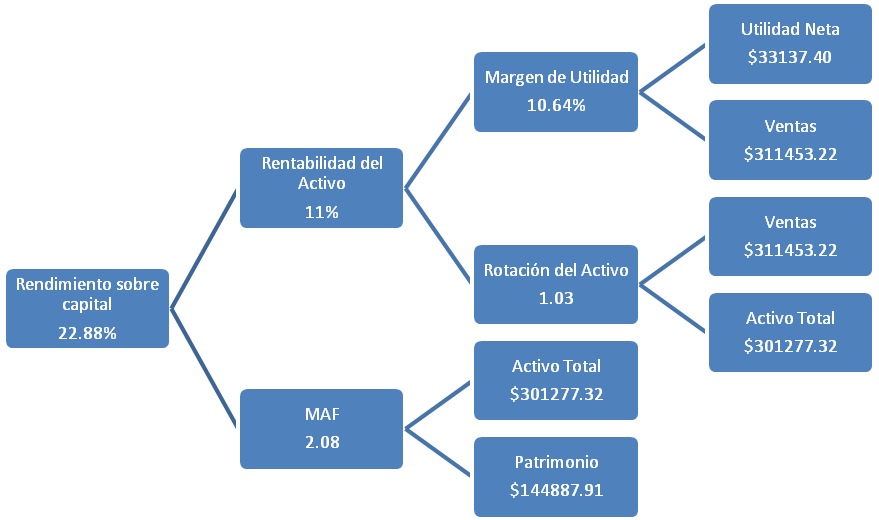 Rendimiento sobre
capital
22.88%
Rentabilidad del
Activo
11%
Margen de Utilidad
10.64%
Utilidad Neta
$33137.40
Ventas
$311453.22
Rotación del Activo
1.03
Ventas
$311453.22
Activo Total
$301277.32
MAF
2.08
Activo Total
$301277.32
Patrimonio
$144887.91